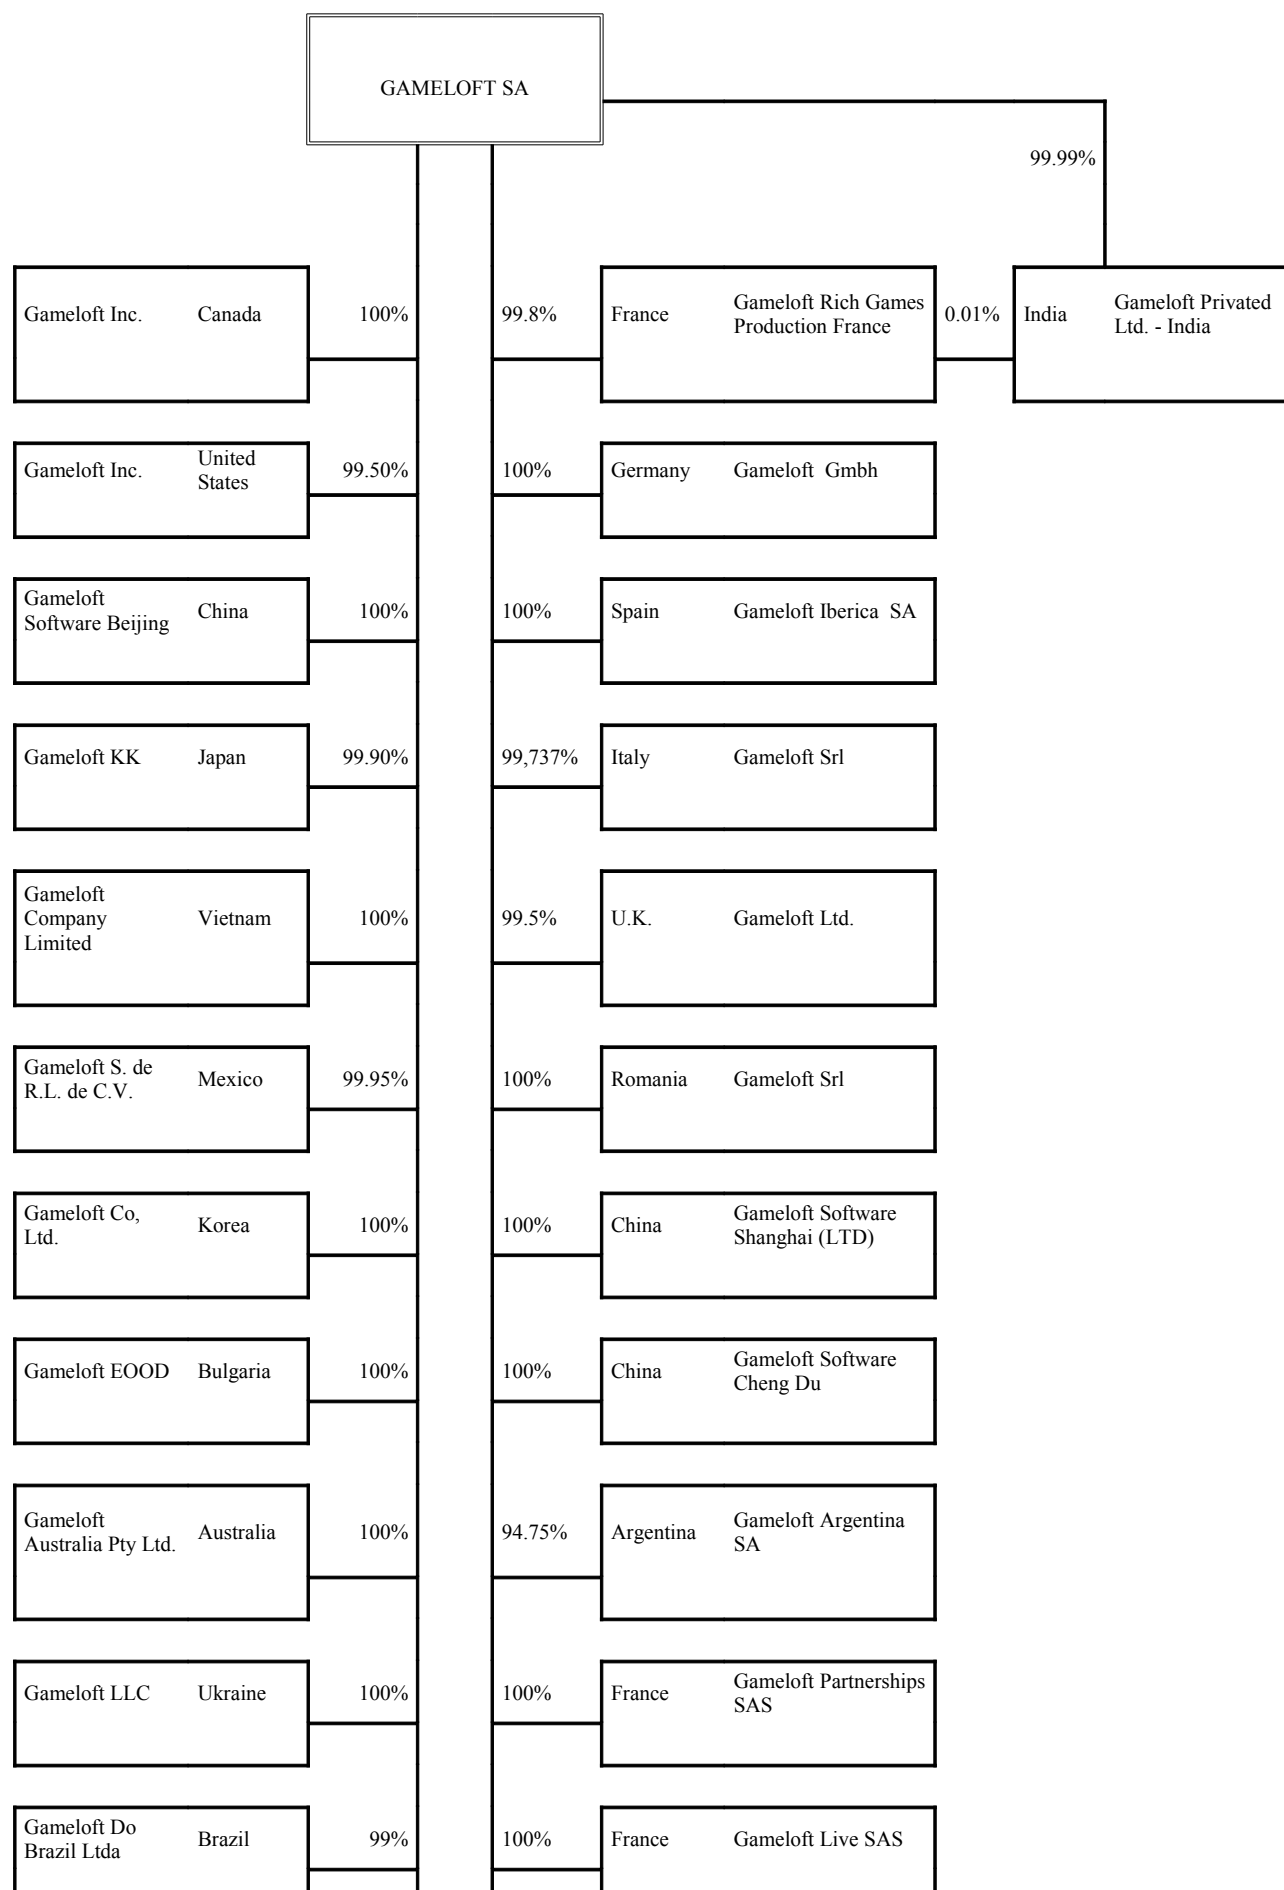 GAMELOFT SA
99.99%
Gameloft Inc. Canada 100% 99.8% France Gameloft Rich Games
Production France 0.01% India Gameloft Privated
Ltd. - India
Gameloft Inc. United
States 99.50% 100% Germany Gameloft Gmbh
Gameloft
Software Beijing China 100% 100% Spain Gameloft Iberica SA
Gameloft KK Japan 99.90% 99,737% Italy Gameloft Srl
Gameloft
Company
Limited Vietnam 100% 99.5% U.K. Gameloft Ltd.
Gameloft S. de
R.L. de C.V. Mexico 99.95% 100% Romania Gameloft Srl
Gameloft Co,
Ltd. Korea 100% 100% China Gameloft Software
Shanghai (LTD)
Gameloft EOOD Bulgaria 100% 100% China Gameloft Software
Cheng Du
Gameloft
Australia Pty Ltd. Australia 100% 94.75% Argentina Gameloft Argentina
SA
Gameloft LLC Ukraine 100% 100% France Gameloft Partnerships
SAS
Gameloft Do
Brazil Ltda Brazil 99% 100% France Gameloft Live SAS